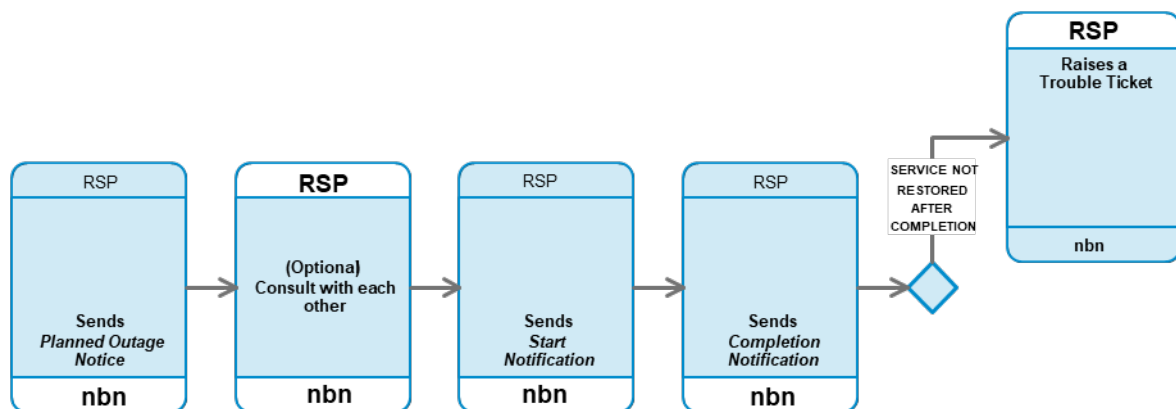 RSP
Sends
Planned Outage
Notice
nbn
RSP
(Optiona)
Consult with each
other
nbn
RSP
Sends
Start
Notification
nbn
RSP
Sends
Completion
Notification
nbn
SERVICE NOT
RESTORED
AFTER
COMPLETION
RSP
Raises a
Trouble Ticket
nbn